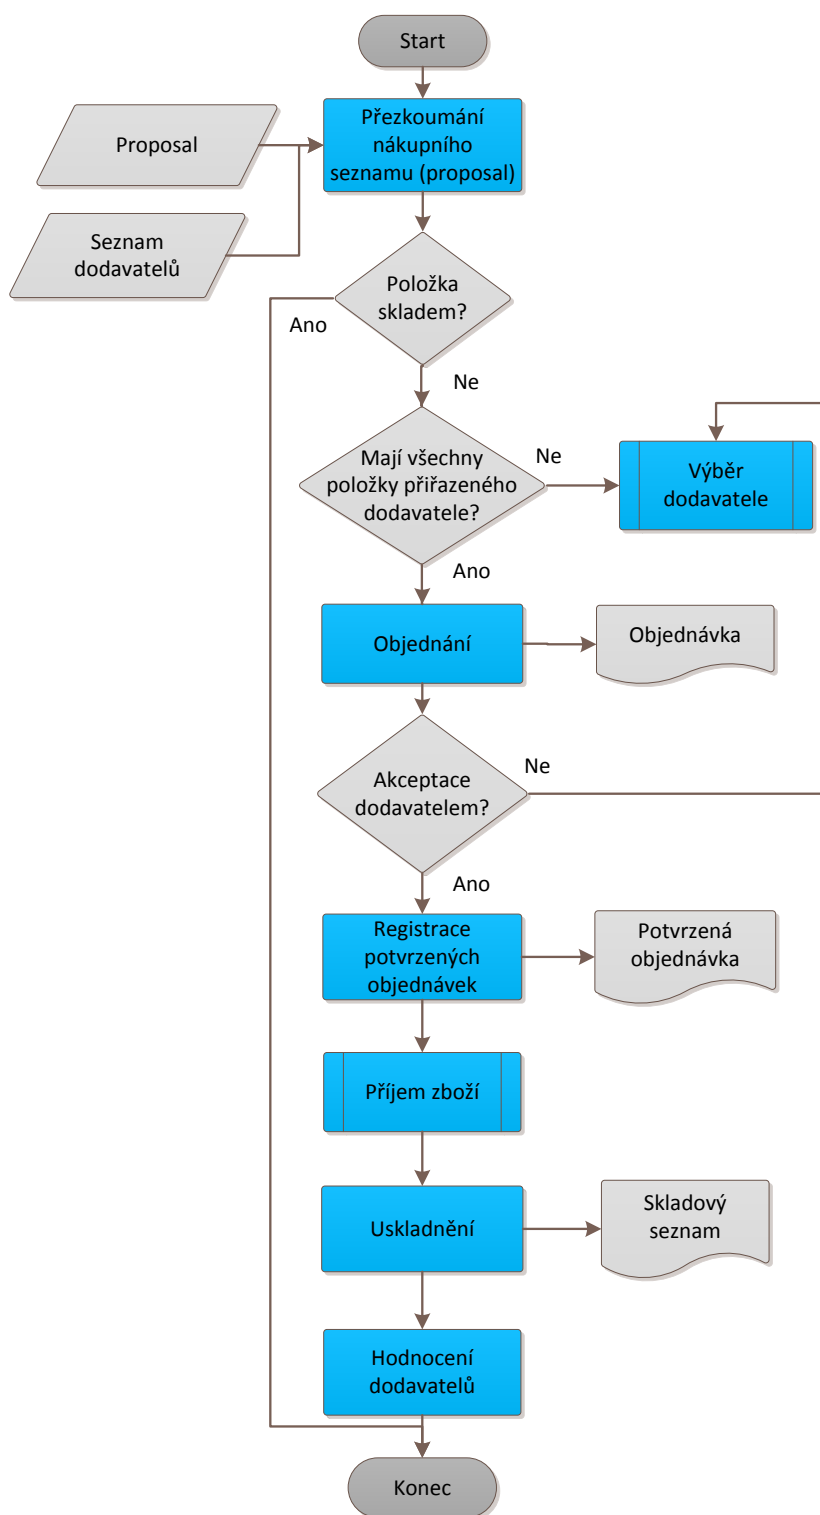 Start
Přezkoumání
nákupního
seznamu (proposal)
Proposal
Seznam
dodavatelů
Položka
skladem?
Ano
Ne
Mají všechny
položky přiřazeného
dodavatele?
Ne
Výběr
dodavatele
Ano
Objednání
Objednávka
Akceptace
dodavatelem?
Ne
Ano
Registrace
potvrzených
objednávek
Potvrzená
objednávka
Příjem zboží
Uskladnění
Skladový
seznam
Hodnocení
dodavatelů
Konec